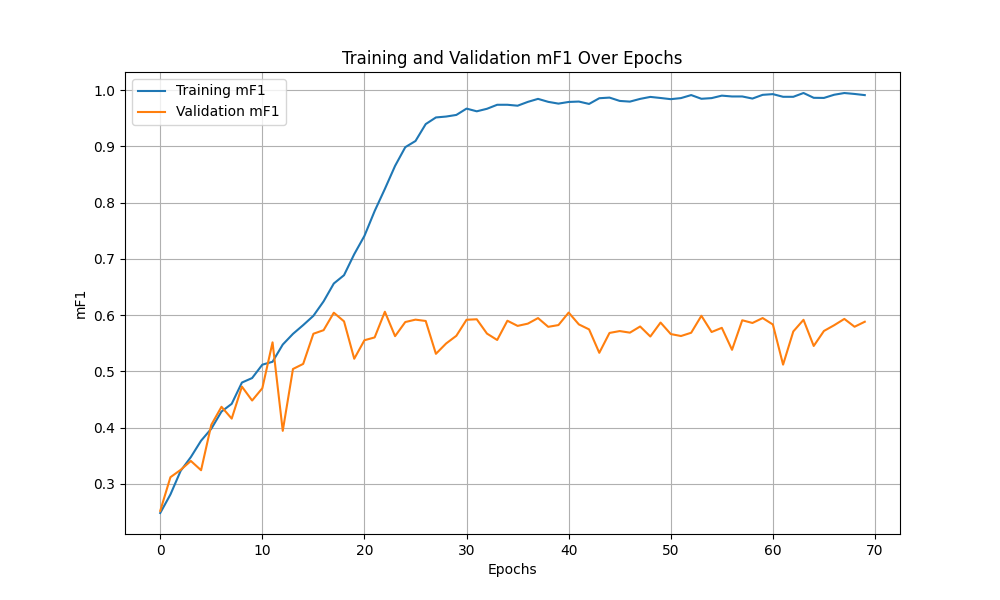 Training and Validation mF1 Over Epochs
Training mF1
Validation mF1
1.0
0.9
0.8
0.7
0.6
0.5
0.4
0.3
mF1
0 10 20 30 40 50 60 70
Epochs